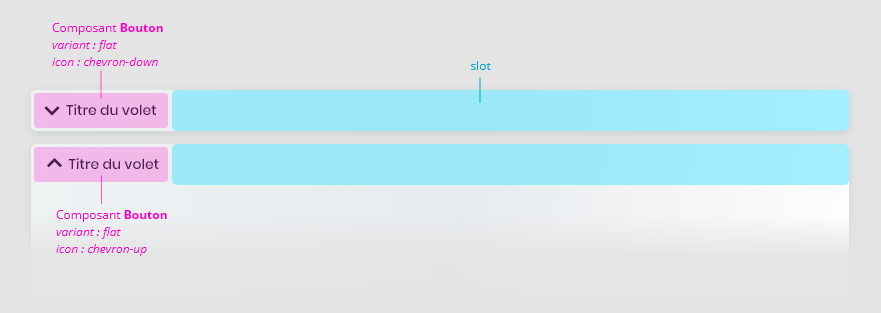 Composant Bouton
variant : flat
icon : chevron-down
slot
Titre du volet
Titre du volet
Composant Bouton
variant : flat
icon : chevron-up